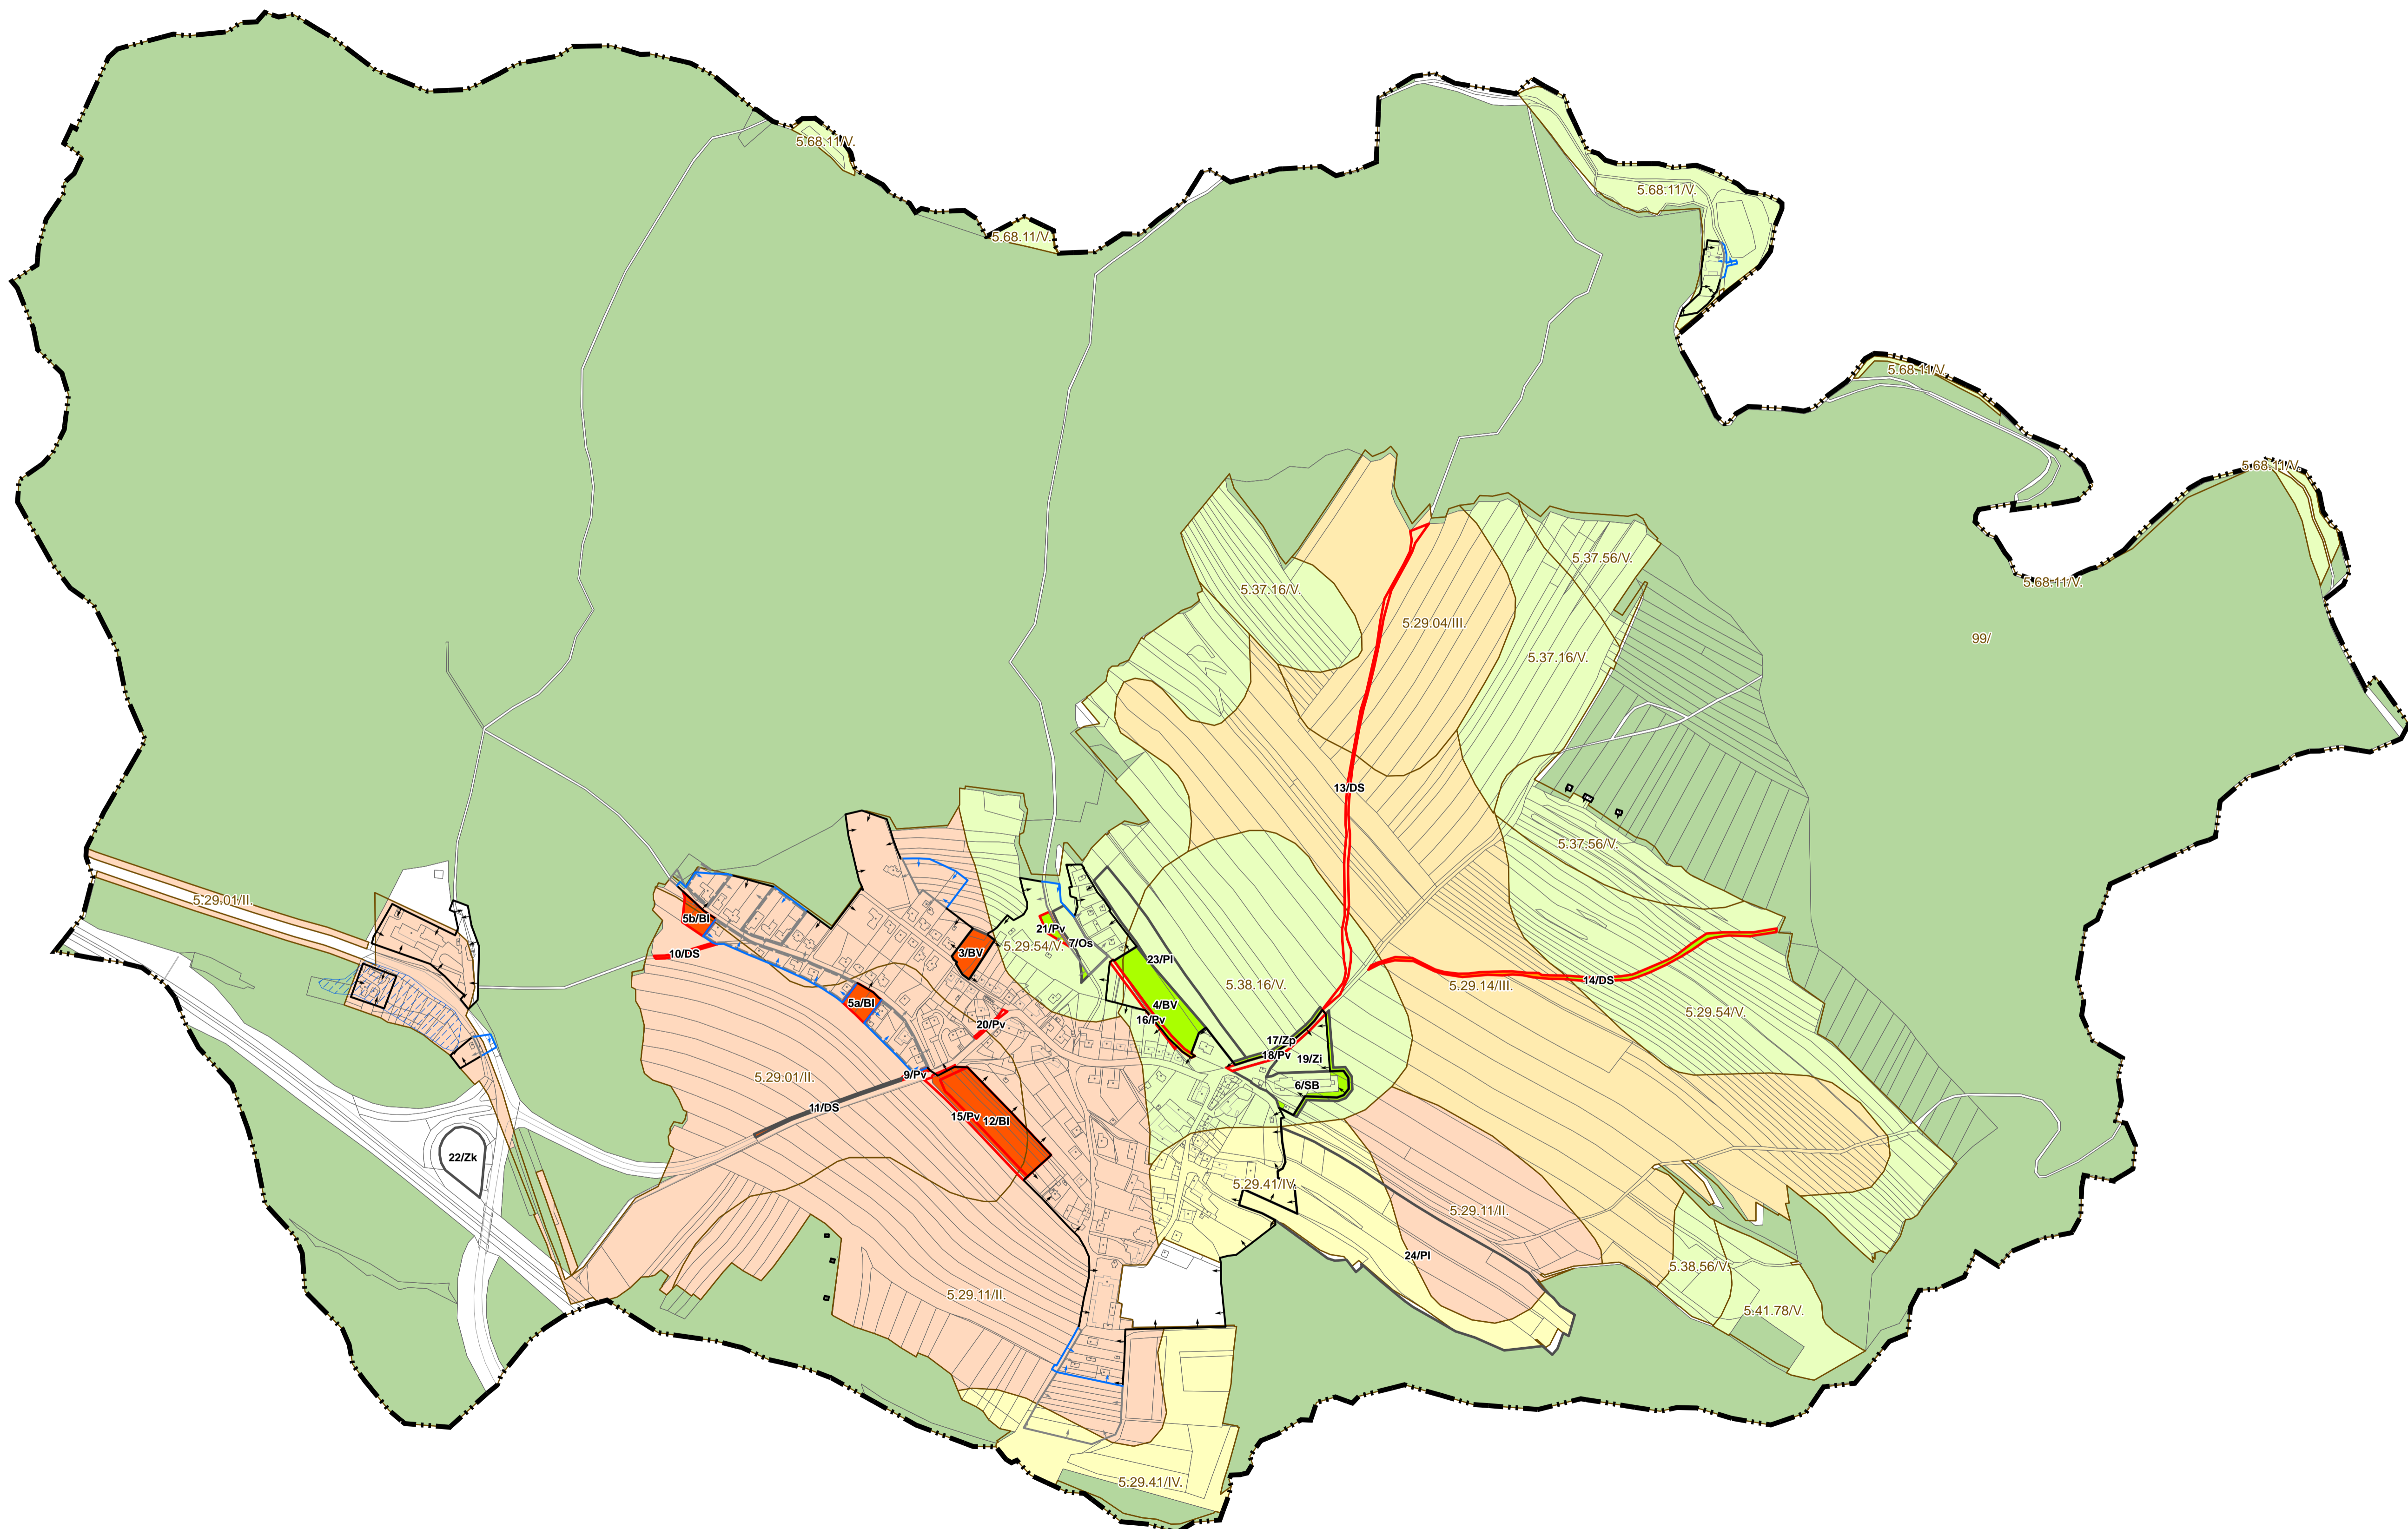 5.68.11/V.
5.68.11/V.
5.68.11/V.
5.68.11/V.
5.68.11/V.
5.37.56/V.
5.68.11/V.
5.37.16/V.
5.29.04/III.
99/
5.37.16/V.
13/DS
5.37.56/V.
5.29.01/II.
5b/BI
21/Pv
7/Os
3/BV
5.29.54/V.
10/DS
23/Pl
14/DS
5.38.16/V.
5.29.14/III.
5a/BI
4/BV
5.29.54/V.
16/Pv
20/Pv
17/Zp
18/Pv
19/Zi
9/Pv
5.29.01/II.
6/SB
11/DS
15/Pv
12/BI
22/Zk
5.29.41/IV.
5.29.11/II.
24/Pl
5.38.56/V.
5.29.11/II.
5.41.78/V.
5.29.41/IV.